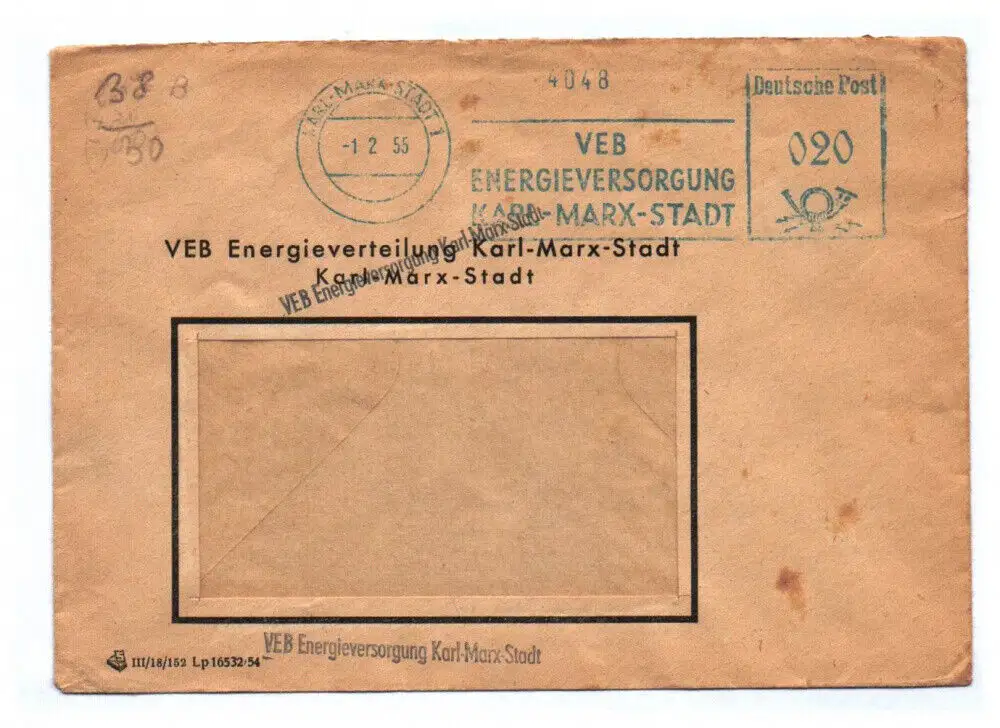 B8 B
50
KARL-MARX-STADT 1
-1 2 55
4048
VEB
ENERGIEVERSORGUNG
KARL-MARX-STADT
Deutsche Post
020
VEB Energieverteilung Karl-Marx-Stadt
Karl-Marx-Stadt
VEB Energieversorgung Karl-Marx-Stadt
VEB Energieversorgung Karl-Marx-Stadt
III/18/152 Lp 16532-54